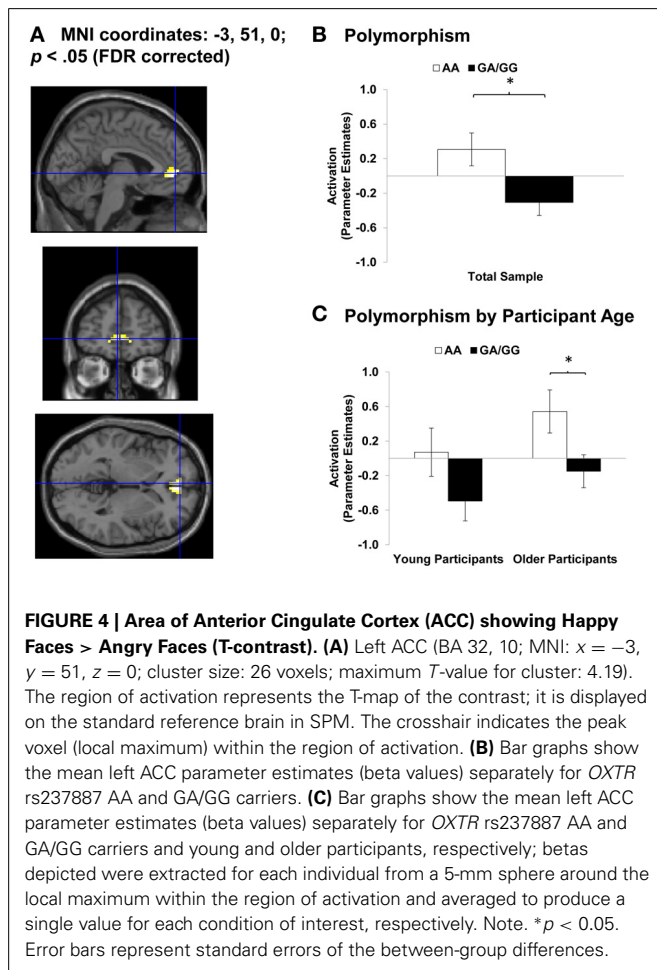 A MNI coordinates: -3, 51, 0;
p < .05 (FDR corrected)
B Polymorphism
□AA ■GA/GG
*
1.0
0.6
0.2
-0.2
-0.6
-1.0
Activation
(Parameter Estimates)
Total Sample
C Polymorphism by Participant Age
□AA ■GA/GG
*
1.0
0.6
0.2
-0.2
-0.6
-1.0
Activation
(Parameter Estimates)
Young Participants Older Participants
FIGURE 4 | Area of Anterior Cingulate Cortex (ACC) showing Happy
Faces > Angry Faces (T-contrast). (A) Left ACC (BA 32, 10; MNI: x = −3,
y = 51, z = 0; cluster size: 26 voxels; maximum T-value for cluster: 4.19).
The region of activation represents the T-map of the contrast; it is displayed
on the standard reference brain in SPM. The crosshair indicates the peak
voxel (local maximum) within the region of activation. (B) Bar graphs show
the mean left ACC parameter estimates (beta values) separately for OXTR
rs237887 AA and GA/GG carriers. (C) Bar graphs show the mean left ACC
parameter estimates (beta values) separately for OXTR rs237887 AA and
GA/GG carriers and young and older participants, respectively; betas
depicted were extracted for each individual from a 5-mm sphere around the
local maximum within the region of activation and averaged to produce a
single value for each condition of interest, respectively. Note. *p < 0.05.
Error bars represent standard errors of the between-group differences.